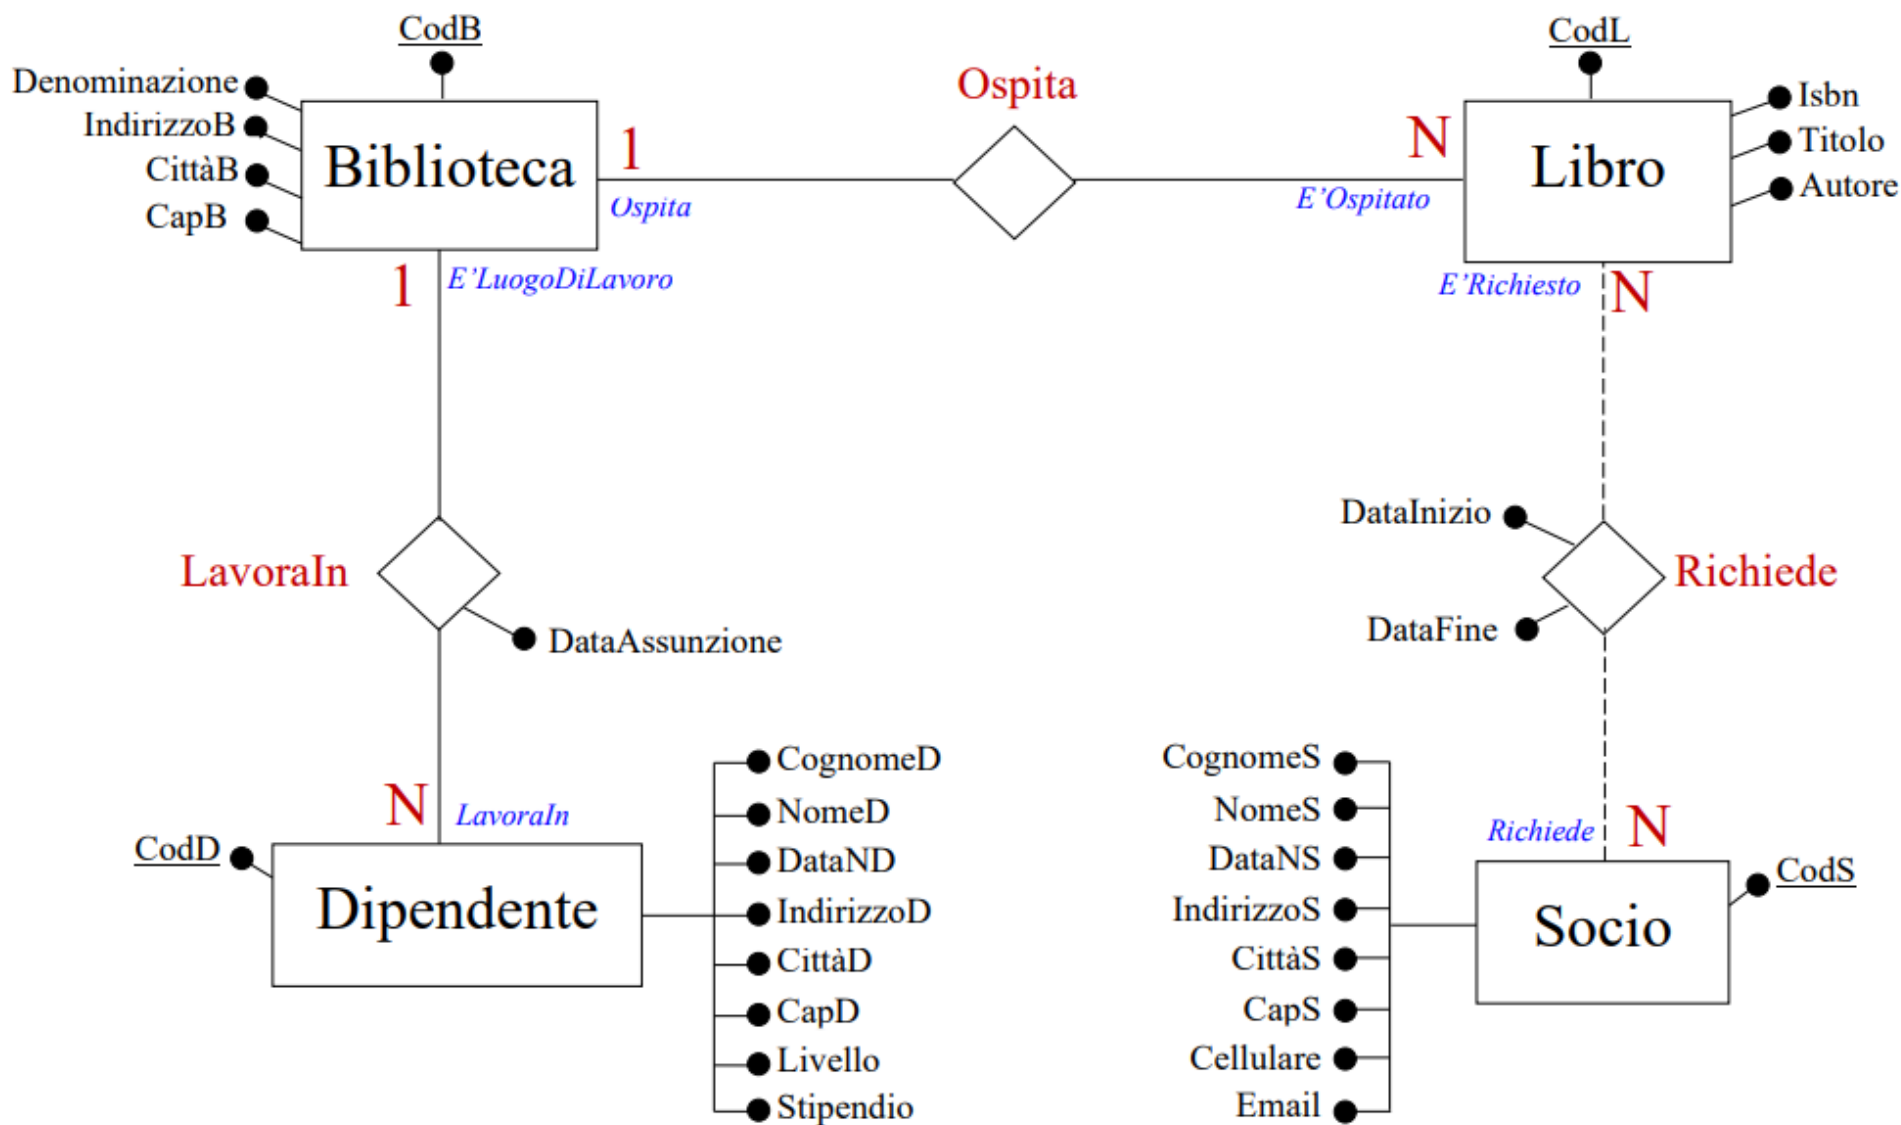 CodB
Denominazione
IndirizzoB
CittàB
CapB
Biblioteca
1
Ospita
Ospita
N
E'Ospitato
CodL
Isbn
Titolo
Autore
Libro
1
E'LuogoDiLavoro
E'Richiesto
N
LavoraIn
DataAssunzione
DataInizio
Richiede
DataFine
N
LavoraIn
CodD
Dipendente
CognomeD
NomeD
DataND
IndirizzoD
CittàD
CapD
Livello
Stipendio
CognomeS
NomeS
DataNS
IndirizzoS
CittàS
CapS
Cellulare
Email
Richiede
N
CodS
Socio